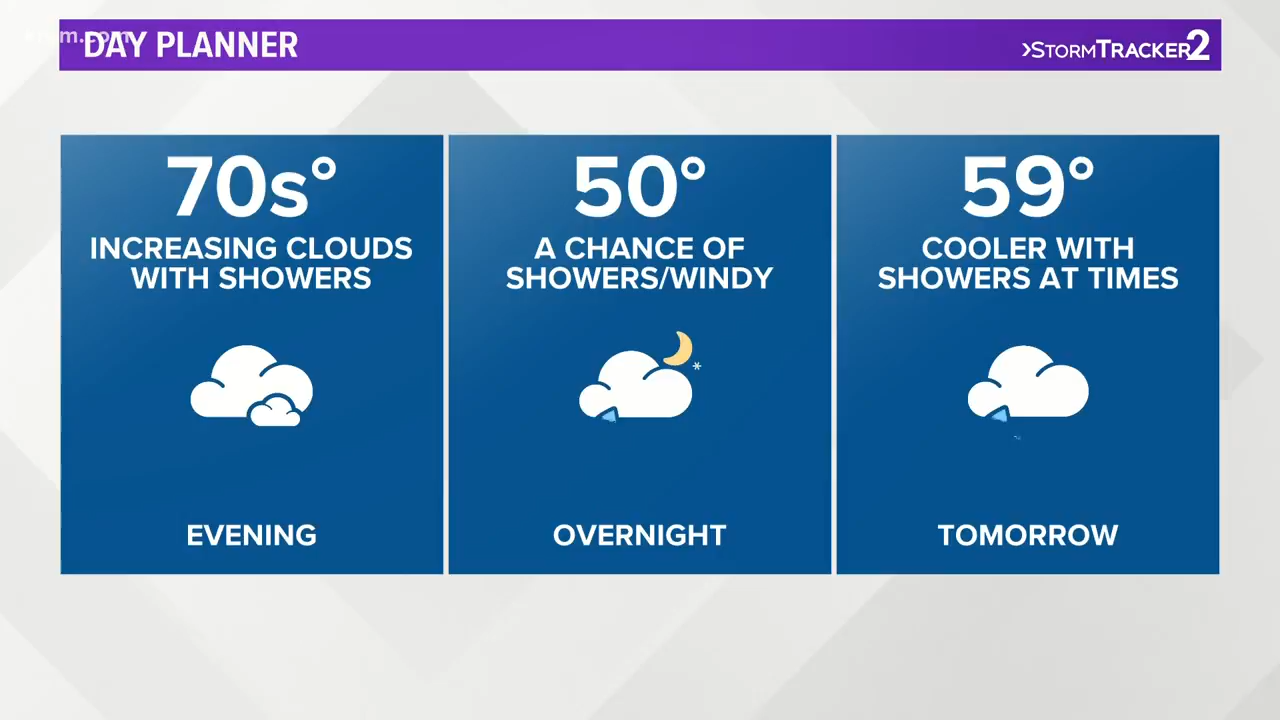 DAY PLANNER
›STORMTRACKER2
70s°
INCREASING CLOUDS
WITH SHOWERS
EVENING
50°
A CHANCE OF
SHOWERS/WINDY
OVERNIGHT
59°
COOLER WITH
SHOWERS AT TIMES
TOMORROW